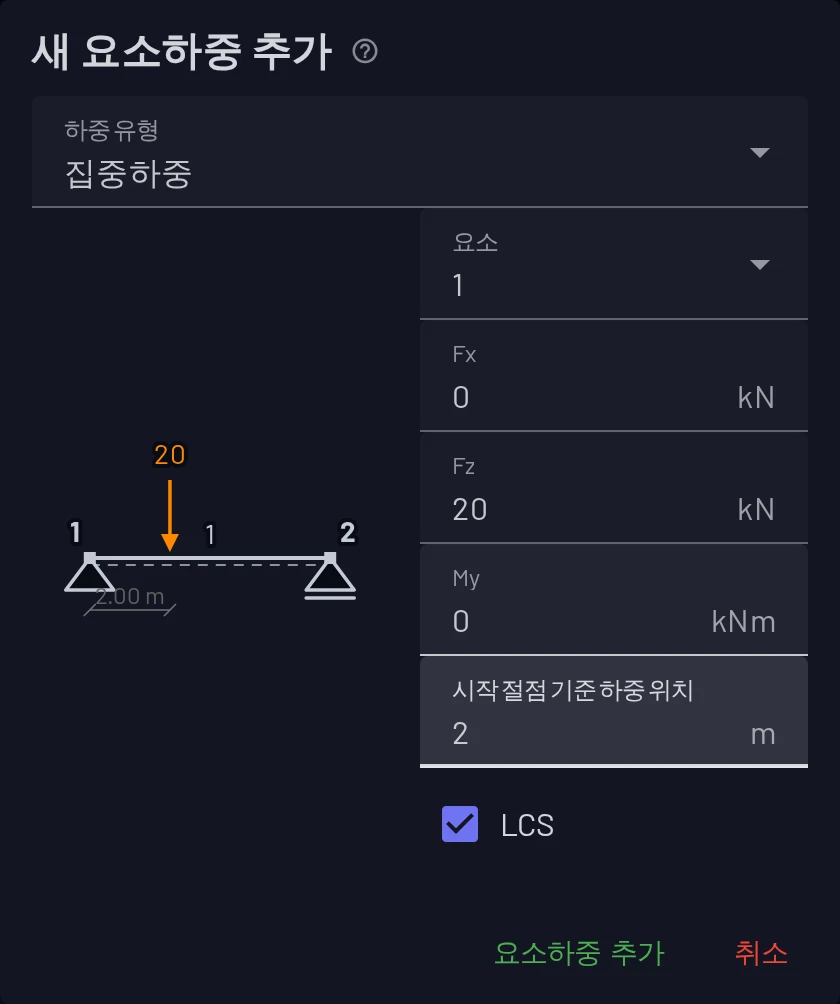 새 요소하중 추가 ?
하중 유형
집중하중
요소
1
Fx
0 kN
Fz
20 kN
My
0 kNm
시작 절점 기준 하중 위치
2 m
LCS
20
1 1 2
2.00 m
요소하중 추가 취소